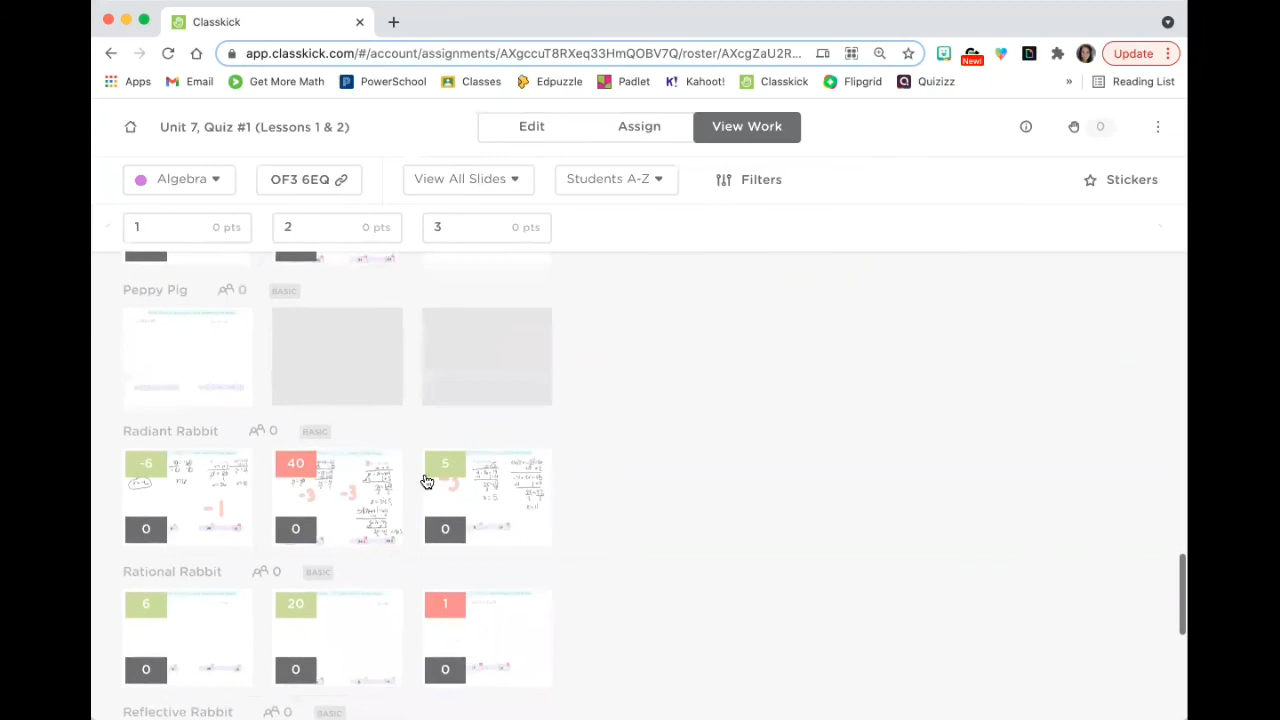 Classkick
app.classkick.com/#/account/assignments/AXgccuT8RXeq33HmQOBV7Q/roster/AXcgZaU2R...
New!
Update
Apps Email Get More Math PowerSchool Classes Edpuzzle Padlet Kahoot! Classkick Flipgrid Quizizz » Reading List
Unit 7, Quiz #1 (Lessons 1 & 2) Edit Assign View Work 0
Algebra OF3 6EQ View All Slides Students A-Z Filters Stickers
1 0 pts 2 0 pts 3 0 pts
Peppy Pig 0 BASIC
Radiant Rabbit 0 BASIC
-6 40 5
-1 -3 -3 -3
0 0 0
Rational Rabbit 0 BASIC
6 20 1
0 0 0
Reflective Rabbit 0 BASIC